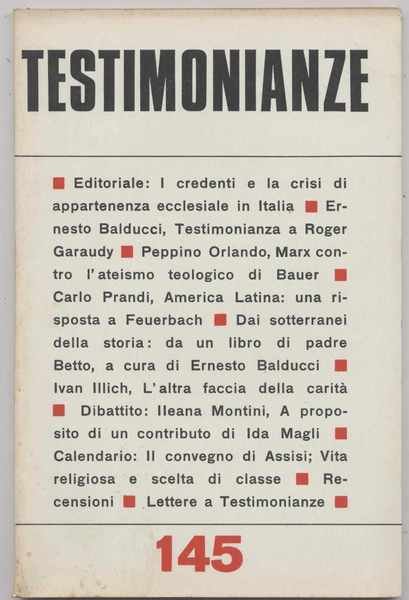 TESTIMONIANZE
■ Editoriale: I credenti e la crisi di
appartenenza ecclesiale in Italia ■ Er-
nesto Balducci, Testimonianza a Roger
Garaudy ■ Peppino Orlando, Marx con-
tro l'ateismo teologico di Bauer ■
Carlo Prandi, America Latina: una ri-
sposta a Feuerbach ■ Dai sotterranei
della storia: da un libro di padre
Betto, a cura di Ernesto Balducci ■
Ivan Illich, L'altra faccia della carità
■ Dibattito: Ileana Montini, A propo-
sito di un contributo di Ida Magli ■
Calendario: Il convegno di Assisi; Vita
religiosa e scelta di classe ■ Re-
censioni ■ Lettere a Testimonianze ■
145